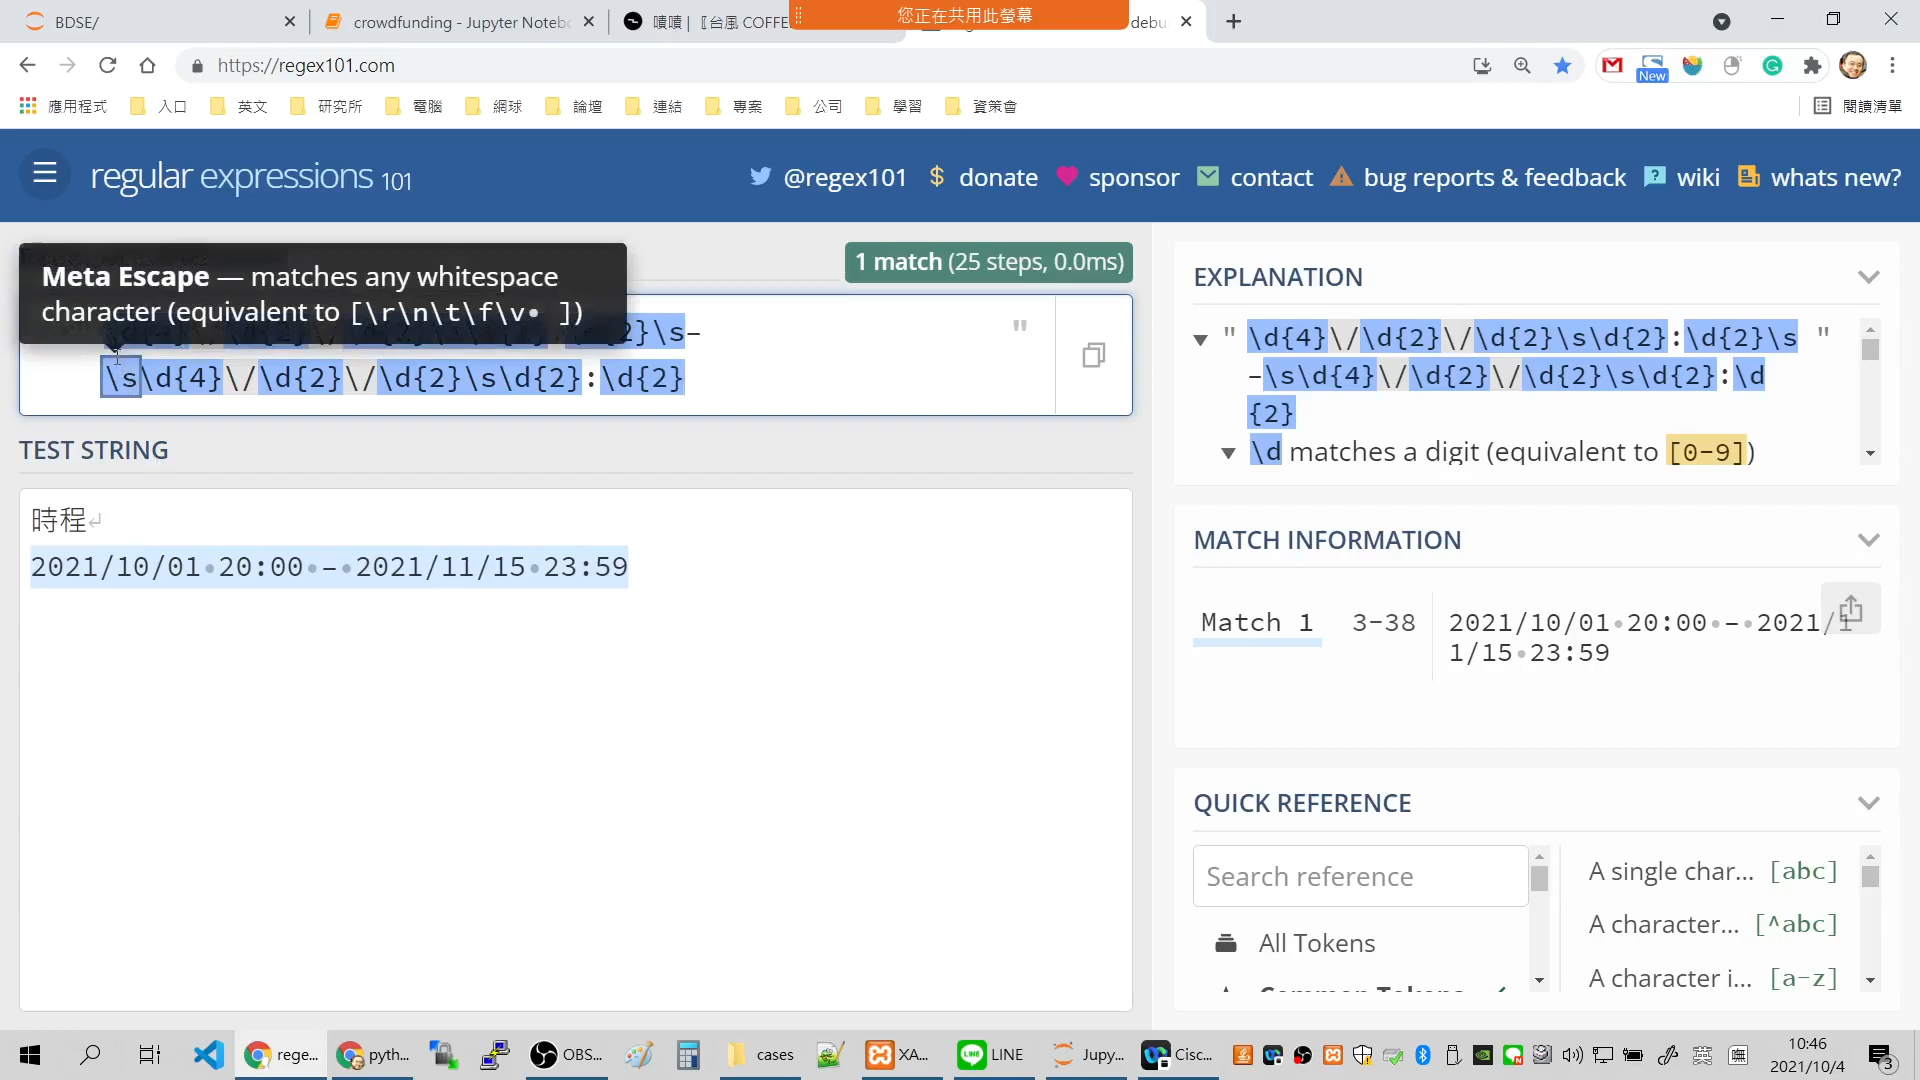 BDSE/
crowdfunding - Jupyter Notebo
嘖嘖 | 【台風 COFFE
您正在共用此螢幕
debu
https://regex101.com
New
應用程式 入口 英文 研究所 電腦 網球 論壇 連結 專案 公司 學習 資策會 閱讀清單
regular expressions 101
@regex101 donate sponsor contact bug reports & feedback wiki whats new?
Meta Escape — matches any whitespace
character (equivalent to [\r\n\t\f\v• ])
1 match (25 steps, 0.0ms)
2}\s-
"
\s\d{4}\/\d{2}\/\d{2}\s\d{2}:\d{2}
TEST STRING
時程
2021/10/01 20:00 - 2021/11/15 23:59
EXPLANATION
" \d{4}\/\d{2}\/\d{2}\s\d{2}:\d{2}\s "
-\s\d{4}\/\d{2}\/\d{2}\s\d{2}:\d
{2}
\d matches a digit (equivalent to [0-9])
MATCH INFORMATION
Match 1 3-38 2021/10/01 20:00 - 2021/1
1/15 23:59
QUICK REFERENCE
Search reference
All Tokens
Common Tokens
A single char... [abc]
A character... [^abc]
A character i... [a-z]
rege... pyth... OBS... cases XA... LINE Jupy... Cisc...
英
10:46
2021/10/4
3